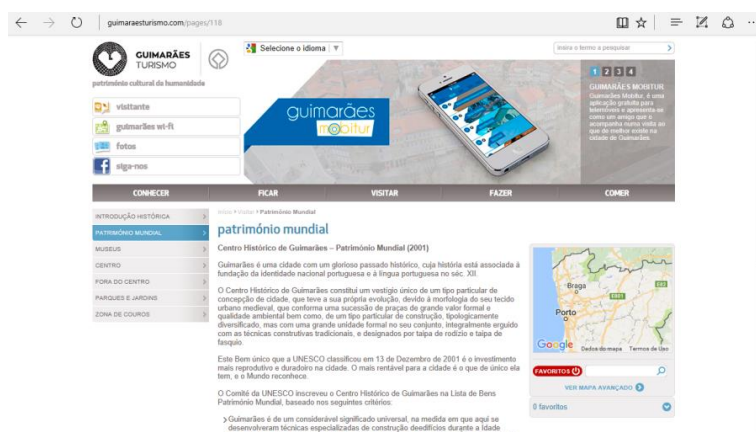 guimaraesturismo.com/pages/118
GUIMARÃES
TURISMO
património cultural da humanidade
Selecione o idioma
insira o termo a pesquisar
visitante
guimarães wi-fi
fotos
siga-nos
guimarães
mobitur
1 2 3 4
GUIMARÃES MOBITUR
Guimarães Mobitur, é uma
aplicação gratuita para
telemóveis e apresenta-se
como um amigo que o
acompanha numa visita ao
que de melhor existe na
cidade de Guimarães.
CONHECER FICAR VISITAR FAZER COMER
INTRODUÇÃO HISTÓRICA
PATRIMÓNIO MUNDIAL
MUSEUS
CENTRO
FORA DO CENTRO
PARQUES E JARDINS
ZONA DE COUROS
Início Visitar Património Mundial
património mundial
Centro Histórico de Guimarães – Património Mundial (2001)
Guimarães é uma cidade com um glorioso passado histórico, cuja história está associada à
fundação da identidade nacional portuguesa e à língua portuguesa no séc. XII.
O Centro Histórico de Guimarães constitui um vestígio único de um tipo particular de
concepção de cidade, que teve a sua própria evolução, devido à morfologia do seu tecido
urbano medieval, que conforma uma sucessão de praças de grande valor formal e
qualidade ambiental bem como, de um tipo particular de construção, tipologicamente
diversificado, mas com uma grande unidade formal no seu conjunto, integralmente erguido
com as técnicas construtivas tradicionais, e designados por taipa de rodízio e taipa de
fasquio.
Este Bem único que a UNESCO classificou em 13 de Dezembro de 2001 é o investimento
mais reprodutivo e duradoiro na cidade. O mais rentável para a cidade é o que de único ela
tem, e o Mundo reconhece.
O Comité da UNESCO inscreveu o Centro Histórico de Guimarães na Lista de Bens
Património Mundial, baseado nos seguintes critérios:
Guimarães é de um considerável significado universal, na medida em que aqui se
desenvolveram técnicas especializadas de construção deedifícios durante a Idade
Braga
E801
E82
Porto
Google
Dados do mapa Termos de Uso
FAVORITOS
VER MAPA AVANÇADO
0 favoritos